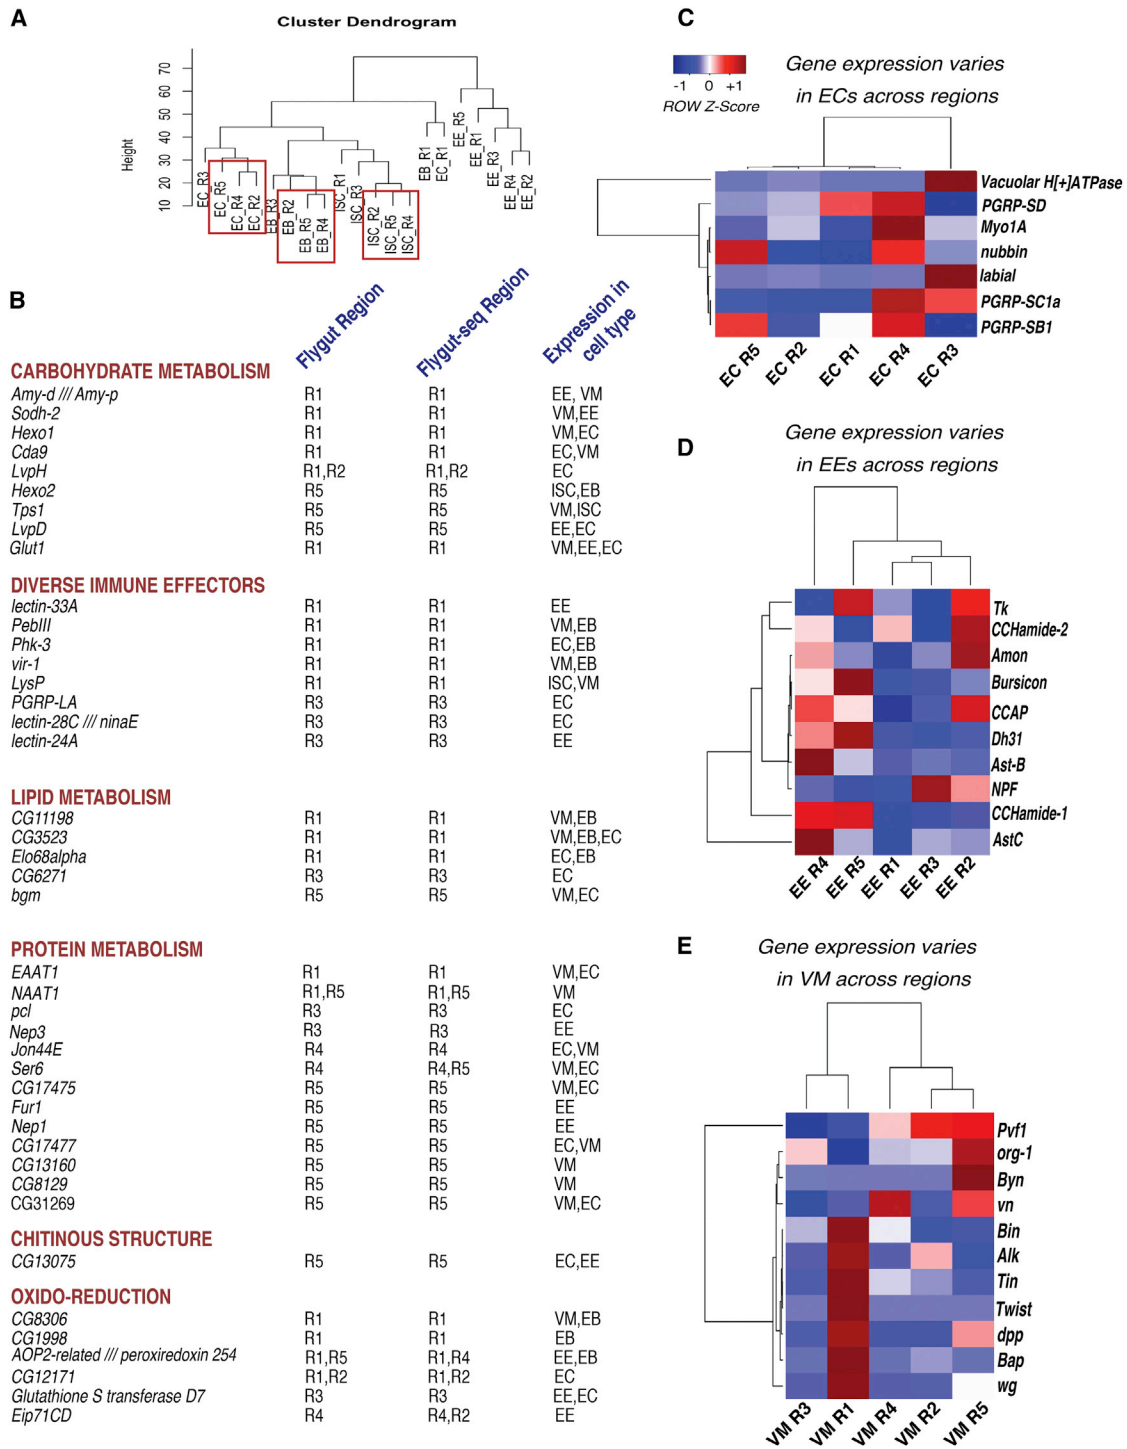 A
Cluster Dendrogram
Height
70
60
50
40
30
20
10
EC_R3
EC_R5
EC_R4
EC_R2
EB_R3
EB_R2
EB_R5
EB_R4
ISC_R1
ISC_R3
ISC_R2
ISC_R5
ISC_R4
EB_R1
EC_R1
EE_R5
EE_R1
EE_R3
EE_R4
EE_R2
B
Flygut Region
Flygut-seq Region
Expression in
cell type
CARBOHYDRATE METABOLISM
Amy-d /// Amy-p R1 R1 EE, VM
Sodh-2 R1 R1 VM,EE
Hexo1 R1 R1 VM,EC
Cda9 R1 R1 EC,VM
LvpH R1,R2 R1,R2 EC
Hexo2 R5 R5 ISC,EB
Tps1 R5 R5 VM,ISC
LvpD R5 R5 EE,EC
Glut1 R1 R1 VM,EE,EC
DIVERSE IMMUNE EFFECTORS
lectin-33A R1 R1 EE
PebIII R1 R1 VM,EB
Phk-3 R1 R1 EC,EB
vir-1 R1 R1 VM,EB
LysP R1 R1 ISC,VM
PGRP-LA R3 R3 EC
lectin-28C /// ninaE R3 R3 EC
lectin-24A R3 R3 EE
LIPID METABOLISM
CG11198 R1 R1 VM,EB
CG3523 R1 R1 VM,EB,EC
Elo68alpha R1 R1 EC,EB
CG6271 R3 R3 EC
bgm R5 R5 VM,EC
PROTEIN METABOLISM
EAAT1 R1 R1 VM,EC
NAAT1 R1,R5 R1,R5 VM
pcl R3 R3 EC
Nep3 R3 R3 EE
Jon44E R4 R4 EC,VM
Ser6 R4 R4,R5 VM,EC
CG17475 R5 R5 VM,EC
Fur1 R5 R5 EE
Nep1 R5 R5 EE
CG17477 R5 R5 EC,VM
CG13160 R5 R5 VM
CG8129 R5 R5 VM
CG31269 R5 R5 VM,EC
CHITINOUS STRUCTURE
CG13075 R5 R5 EC,EE
OXIDO-REDUCTION
CG8306 R1 R1 VM,EB
CG1998 R1 R1 EB
AOP2-related /// peroxiredoxin 254 R1,R5 R1,R4 EE,EB
CG12171 R1,R2 R1,R2 EC
Glutathione S transferase D7 R3 R3 EE,EC
Eip71CD R4 R4,R2 EE
C
-1 0 +1
ROW Z-Score
Gene expression varies
in ECs across regions
Vacuolar H[+]ATPase
PGRP-SD
Myo1A
nubbin
labial
PGRP-SC1a
PGRP-SB1
EC R5
EC R2
EC R1
EC R4
EC R3
D
Gene expression varies
in EEs across regions
Tk
CCHamide-2
Amon
Bursicon
CCAP
Dh31
Ast-B
NPF
CCHamide-1
AstC
EE R4
EE R5
EE R1
EE R3
EE R2
E
Gene expression varies
in VM across regions
Pvf1
org-1
Byn
vn
Bin
Alk
Tin
Twist
dpp
Bap
wg
VM R3
VM R1
VM R4
VM R2
VM R5